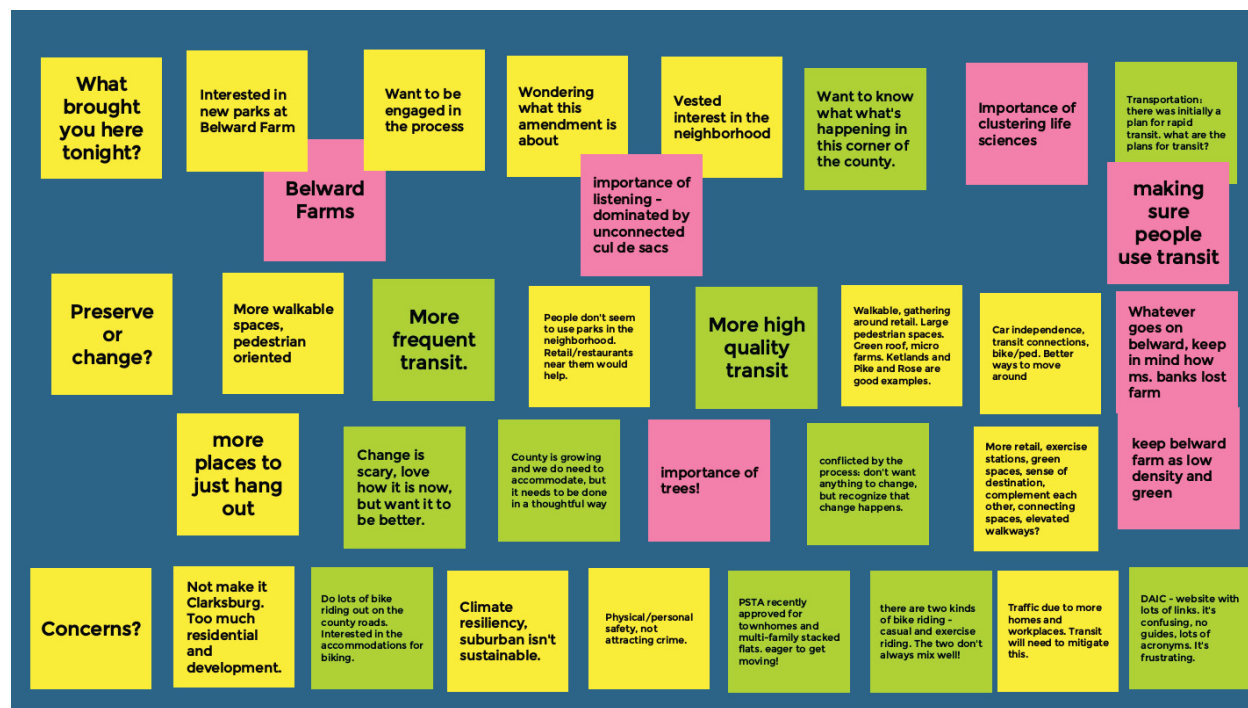 What
brought
you here
tonight?
Interested in
new parks at
Belward Farm
Want to be
engaged in
the process
Wondering
what this
amendment is
about
Vested
interest in the
neighborhood
Want to know
what what's
happening in
this corner of
the county.
Importance of
clustering life
sciences
Transportation:
there was initially a
plan for rapid
transit. what are the
plans for transit?
Belward
Farms
importance of
listening -
dominated by
unconnected
cul de sacs
making
sure
people
use transit
Preserve
or
change?
More walkable
spaces,
pedestrian
oriented
More
frequent
transit.
People don't seem
to use parks in the
neighborhood.
Retail/restaurants
near them would
help.
More high
quality
transit
Walkable, gathering
around retail. Large
pedestrian spaces.
Green roof, micro
farms. Ketlands and
Pike and Rose are
good examples.
Car independence,
transit connections,
bike/ped. Better
ways to move
around
Whatever
goes on
belward, keep
in mind how
ms. banks lost
farm
more
places to
just hang
out
Change is
scary, love
how it is now,
but want it to
be better.
County is growing
and we do need to
accommodate, but
it needs to be done
in a thoughtful way
importance of
trees!
conflicted by the
process: don't want
anything to change,
but recognize that
change happens.
More retail, exercise
stations, green
spaces, sense of
destination,
complement each
other, connecting
spaces, elevated
walkways?
keep belward
farm as low
density and
green
Concerns?
Not make it
Clarksburg.
Too much
residential
and
development.
Do lots of bike
riding out on the
county roads.
Interested in the
accommodations for
biking.
Climate
resiliency,
suburban isn't
sustainable.
Physical/personal
safety, not
attracting crime.
PSTA recently
approved for
townhomes and
multi-family stacked
flats. eager to get
moving!
there are two kinds
of bike riding -
casual and exercise
riding. The two don't
always mix well!
Traffic due to more
homes and
workplaces. Transit
will need to mitigate
this.
DAIC - website with
lots of links. it's
confusing, no
guides, lots of
acronyms. It's
frustrating.